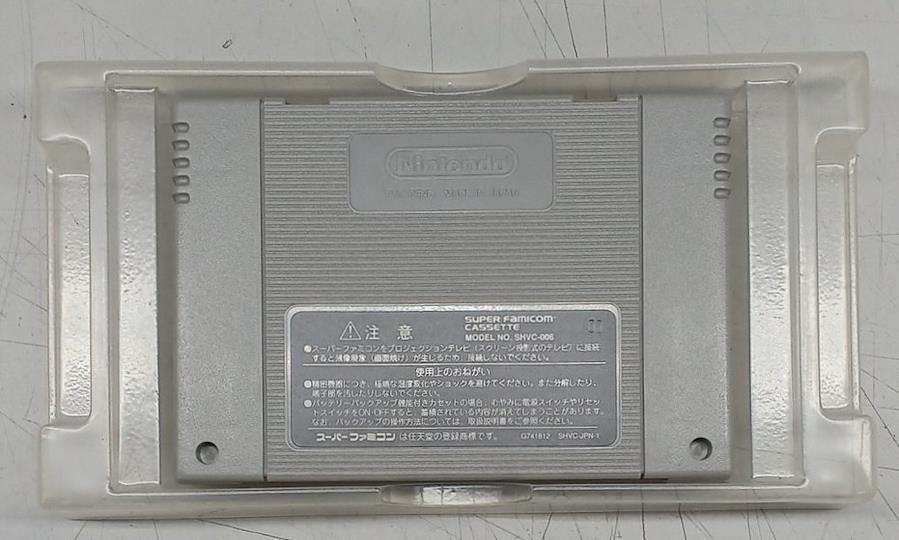 Nintendo
注意
SUPER FAMICOM
CASSETTE
MODEL NO. SHVC-006
●スーパーファミコンをプロジェクションテレビ（スクリーン投影式のテレビ）に接続
すると残像現象（画面焼け）が生じるため、接続しないでください。
使用上のおねがい
●精密機器につき、極端な温度変化やショックを避けてください。また分解したり、
端子部を汚したりしないでください。
●バッテリーバックアップ機能付きカセットの場合、むやみに電源スイッチやリセッ
トスイッチをON・OFFすると、蓄積されている内容が消えてしまうことがあります。
なお、バックアップの操作方法については、取扱説明書をご参照ください。
スーパーファミコンは任天堂の登録商標です。 G741812 SHVC-JPN-1